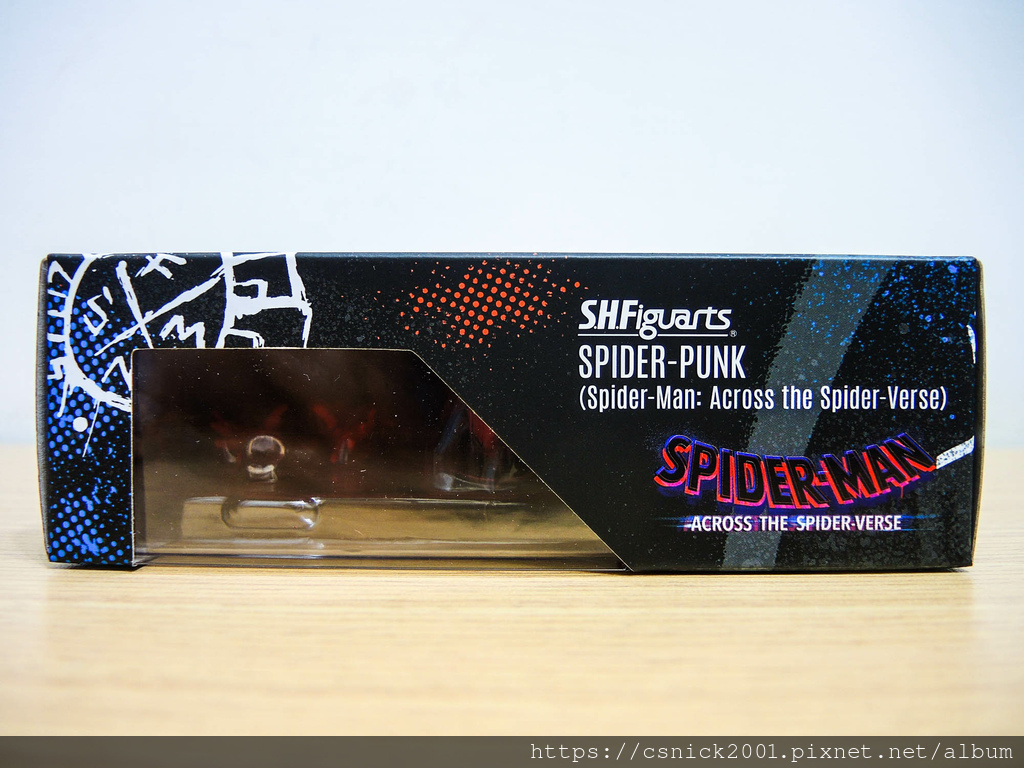 S.H.Figuarts®
SPIDER-PUNK
(Spider-Man: Across the Spider-Verse)
SPIDER-MAN
ACROSS THE SPIDER-VERSE
https://csnick2001.pixnet.net/album